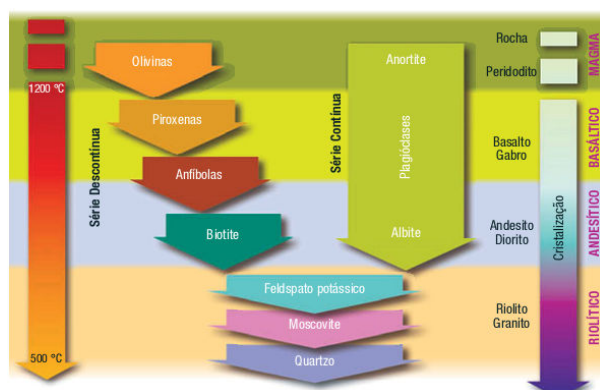 Olivinas
Anortite
Rocha
Peridodito
MAGMA
1200 °C
Piroxenas
Série Descontínua
Série Contínua
Plagióclases
Basalto
Gabro
BASÁLTICO
Anfíbolas
Biotite
Albite
Andesito
Diorito
Cristalização
ANDESÍTICO
Feldspato potássico
Moscovite
Riolito
Granito
RIOLÍTICO
500 °C
Quartzo